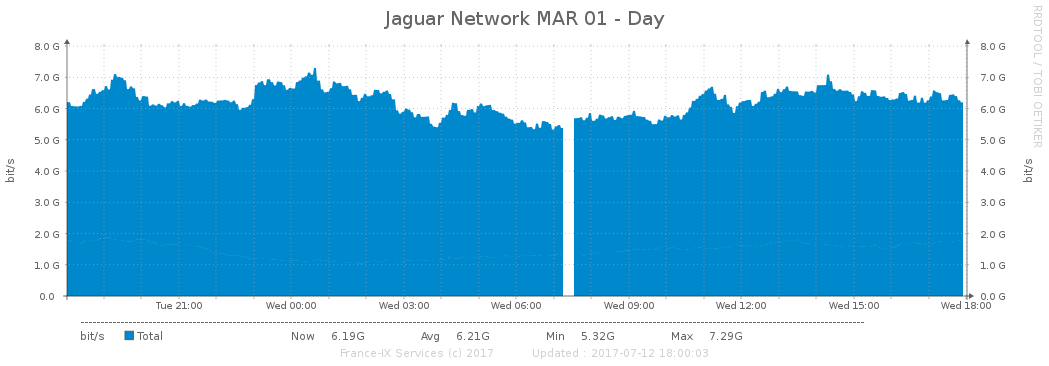 Jaguar Network MAR 01 - Day
RRDTOOL / TOBI OETIKER
8.0 G 8.0 G
7.0 G 7.0 G
6.0 G 6.0 G
5.0 G 5.0 G
4.0 G 4.0 G
3.0 G 3.0 G
2.0 G 2.0 G
1.0 G 1.0 G
0.0 0.0 G
bit/s
bit/s
Tue 21:00 Wed 00:00 Wed 03:00 Wed 06:00 Wed 09:00 Wed 12:00 Wed 15:00 Wed 18:00
bit/s Total Now 6.19G Avg 6.21G Min 5.32G Max 7.29G
France-IX Services (c) 2017 Updated : 2017-07-12 18:00:03